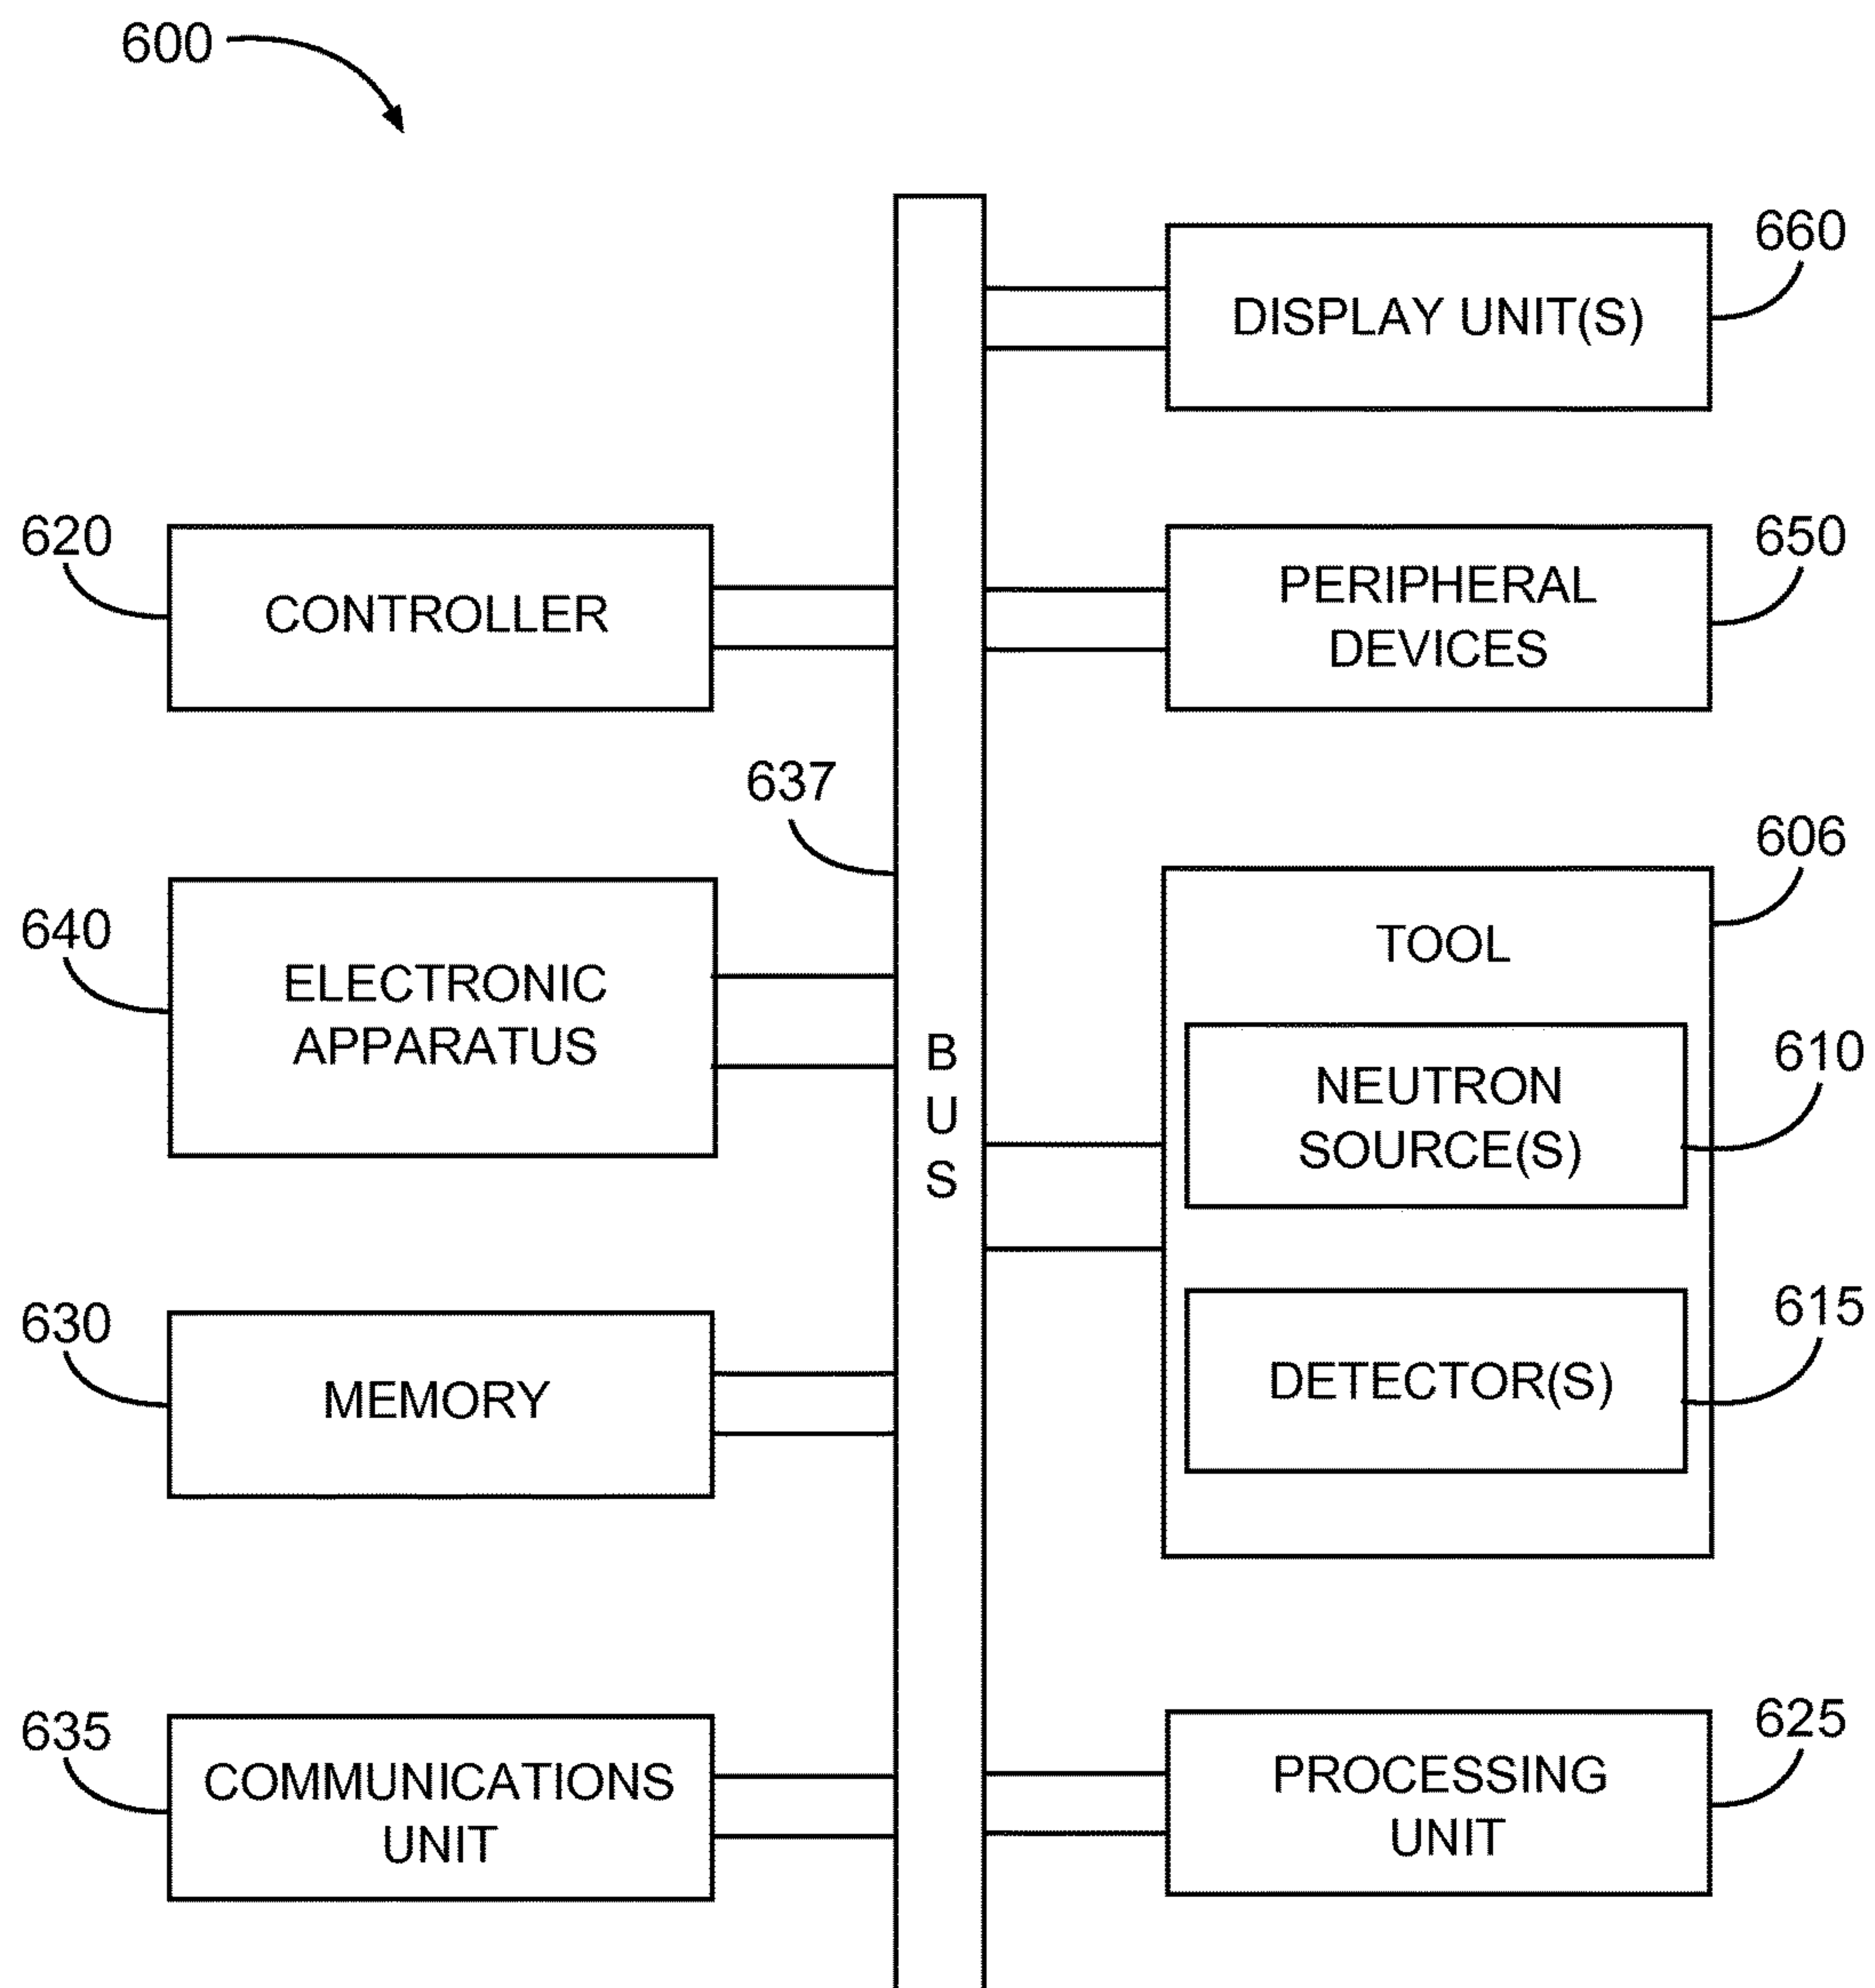 600
660
DISPLAY UNIT(S)
620
CONTROLLER
650
PERIPHERAL
DEVICES
637
606
TOOL
640
ELECTRONIC
APPARATUS
B
U
S
610
NEUTRON
SOURCE(S)
615
DETECTOR(S)
630
MEMORY
635
COMMUNICATIONS
UNIT
625
PROCESSING
UNIT